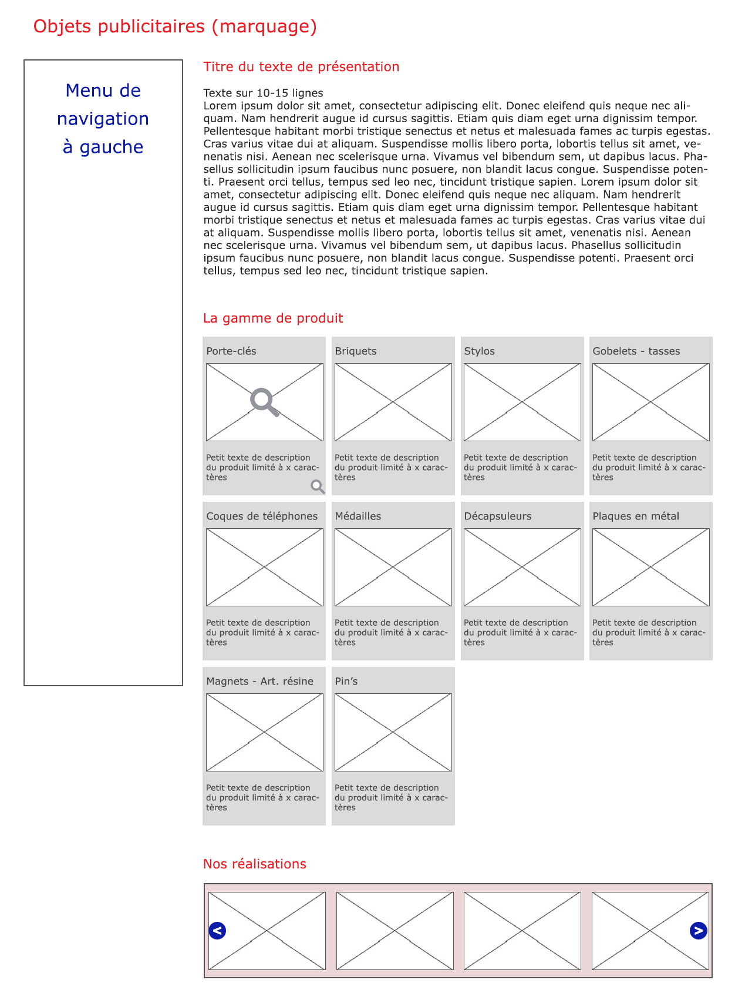 Objets publicitaires (marquage)
Menu de
navigation
à gauche
Titre du texte de présentation
Texte sur 10-15 lignes
Lorem ipsum dolor sit amet, consectetur adipiscing elit. Donec eleifend quis neque nec ali-
quam. Nam hendrerit augue id cursus sagittis. Etiam quis diam eget urna dignissim tempor.
Pellentesque habitant morbi tristique senectus et netus et malesuada fames ac turpis egestas.
Cras varius vitae dui at aliquam. Suspendisse mollis libero porta, lobortis tellus sit amet, ve-
nenatis nisi. Aenean nec scelerisque urna. Vivamus vel bibendum sem, ut dapibus lacus. Pha-
sellus sollicitudin ipsum faucibus nunc posuere, non blandit lacus congue. Suspendisse poten-
ti. Praesent orci tellus, tempus sed leo nec, tincidunt tristique sapien. Lorem ipsum dolor sit
amet, consectetur adipiscing elit. Donec eleifend quis neque nec aliquam. Nam hendrerit
augue id cursus sagittis. Etiam quis diam eget urna dignissim tempor. Pellentesque habitant
morbi tristique senectus et netus et malesuada fames ac turpis egestas. Cras varius vitae dui
at aliquam. Suspendisse mollis libero porta, lobortis tellus sit amet, venenatis nisi. Aenean
nec scelerisque urna. Vivamus vel bibendum sem, ut dapibus lacus. Phasellus sollicitudin
ipsum faucibus nunc posuere, non blandit lacus congue. Suspendisse potenti. Praesent orci
tellus, tempus sed leo nec, tincidunt tristique sapien.
La gamme de produit
Porte-clés
Petit texte de description
du produit limité à x carac-
tères
Briquets
Petit texte de description
du produit limité à x carac-
tères
Stylos
Petit texte de description
du produit limité à x carac-
tères
Gobelets - tasses
Petit texte de description
du produit limité à x carac-
tères
Coques de téléphones
Petit texte de description
du produit limité à x carac-
tères
Médailles
Petit texte de description
du produit limité à x carac-
tères
Décapsuleurs
Petit texte de description
du produit limité à x carac-
tères
Plaques en métal
Petit texte de description
du produit limité à x carac-
tères
Magnets - Art. résine
Petit texte de description
du produit limité à x carac-
tères
Pin’s
Petit texte de description
du produit limité à x carac-
tères
Nos réalisations
< >